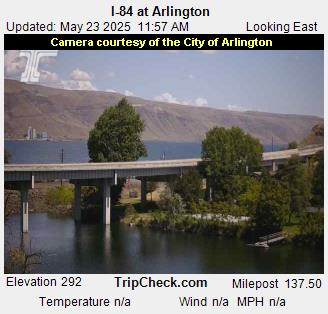 I-84 at Arlington
Updated: May 23 2025 11:57 AM Looking East
Camera courtesy of the City of Arlington
Elevation 292 TripCheck.com Milepost 137.50
Temperature n/a Wind n/a MPH n/a